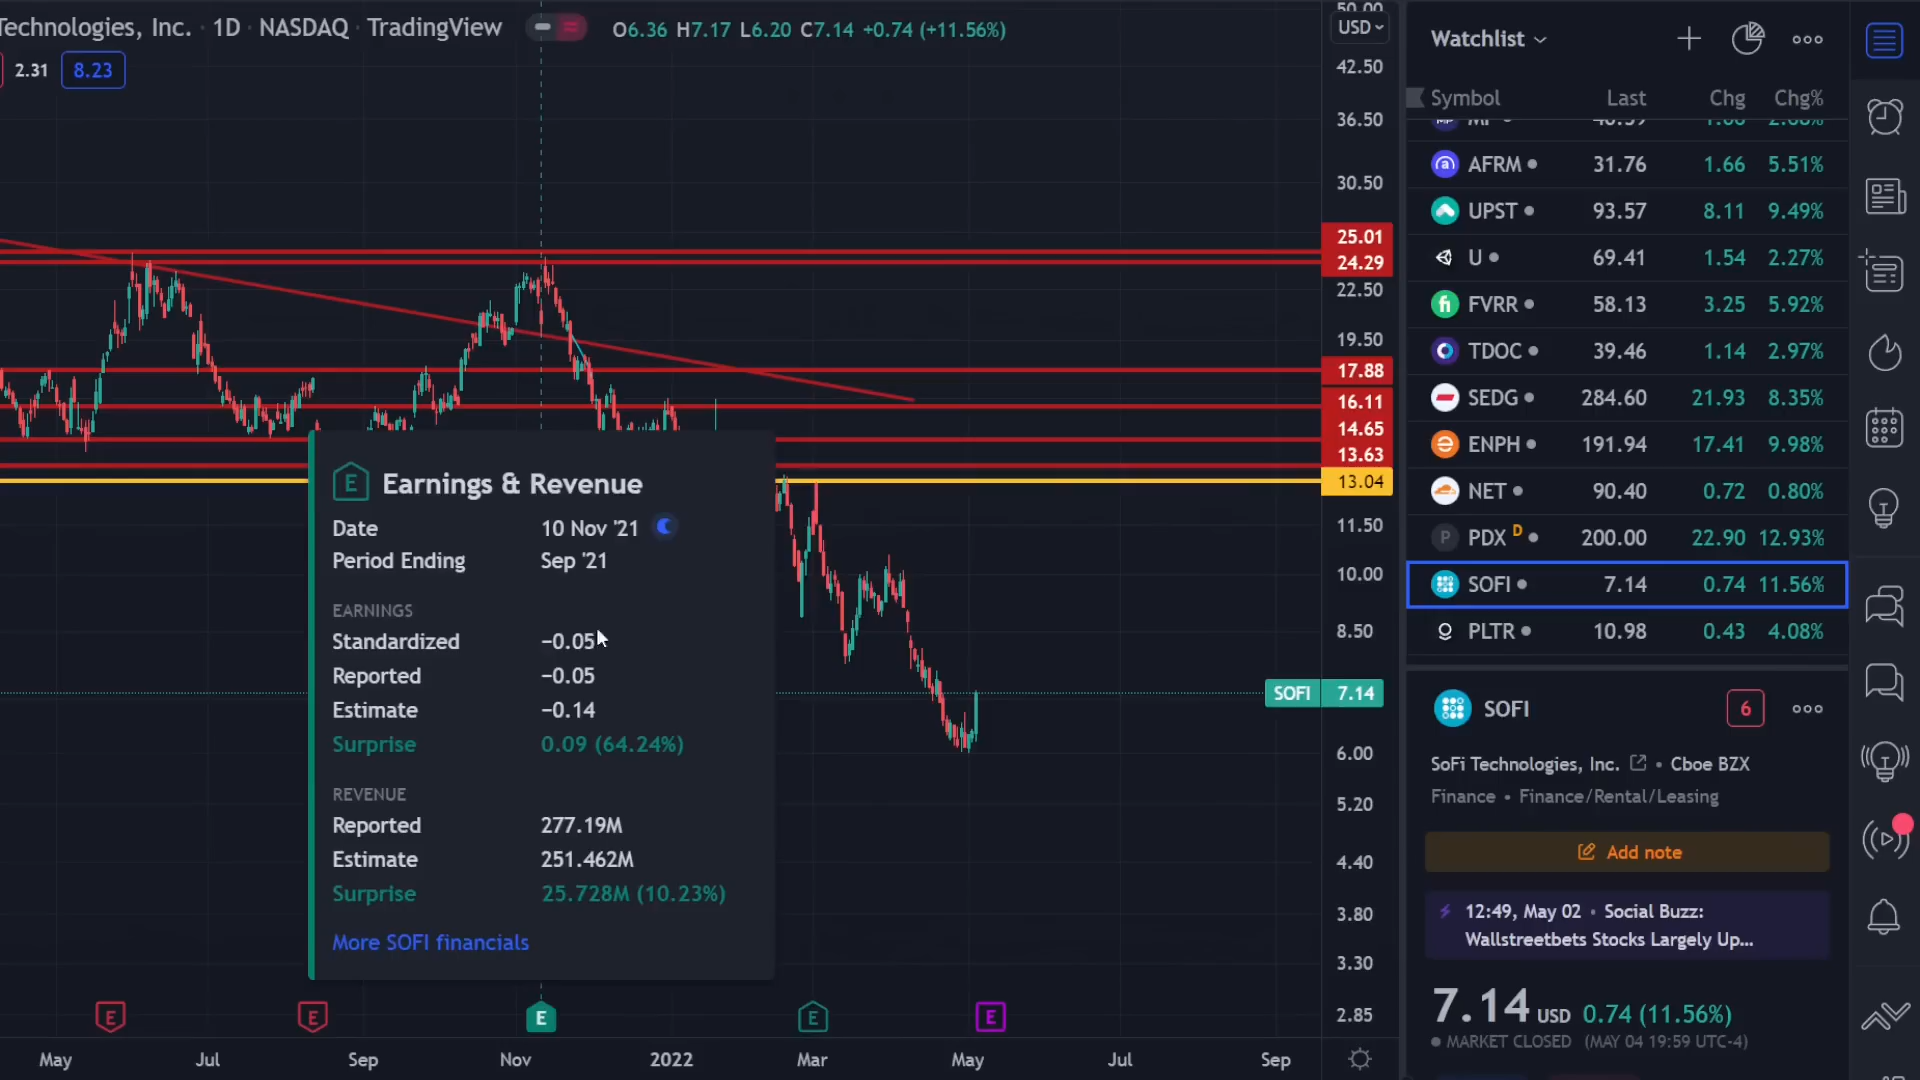 Technologies, Inc. · 1D · NASDAQ · TradingView
O6.36 H7.17 L6.20 C7.14 +0.74 (+11.56%)
2.31 8.23
USD
50.00
42.50
36.50
30.50
25.01
24.29
22.50
19.50
17.88
16.11
14.65
13.63
13.04
11.50
10.00
8.50
SOFI 7.14
6.00
5.20
4.40
3.80
3.30
2.85
E Earnings & Revenue
Date 10 Nov '21
Period Ending Sep '21
EARNINGS
Standardized −0.05
Reported −0.05
Estimate −0.14
Surprise 0.09 (64.24%)
REVENUE
Reported 277.19M
Estimate 251.462M
Surprise 25.728M (10.23%)
More SOFI financials
E E E E E
May Jul Sep Nov 2022 Mar May Jul Sep
Watchlist
Symbol Last Chg Chg%
AFRM 31.76 1.66 5.51%
UPST 93.57 8.11 9.49%
U 69.41 1.54 2.27%
fi FVRR 58.13 3.25 5.92%
TDOC 39.46 1.14 2.97%
SEDG 284.60 21.93 8.35%
ENPH 191.94 17.41 9.98%
NET 90.40 0.72 0.80%
P PDX D 200.00 22.90 12.93%
SOFI 7.14 0.74 11.56%
PLTR 10.98 0.43 4.08%
SOFI 6
SoFi Technologies, Inc. • Cboe BZX
Finance • Finance/Rental/Leasing
Add note
12:49, May 02 · Social Buzz:
Wallstreetbets Stocks Largely Up...
7.14 USD 0.74 (11.56%)
MARKET CLOSED (MAY 04 19:59 UTC-4)